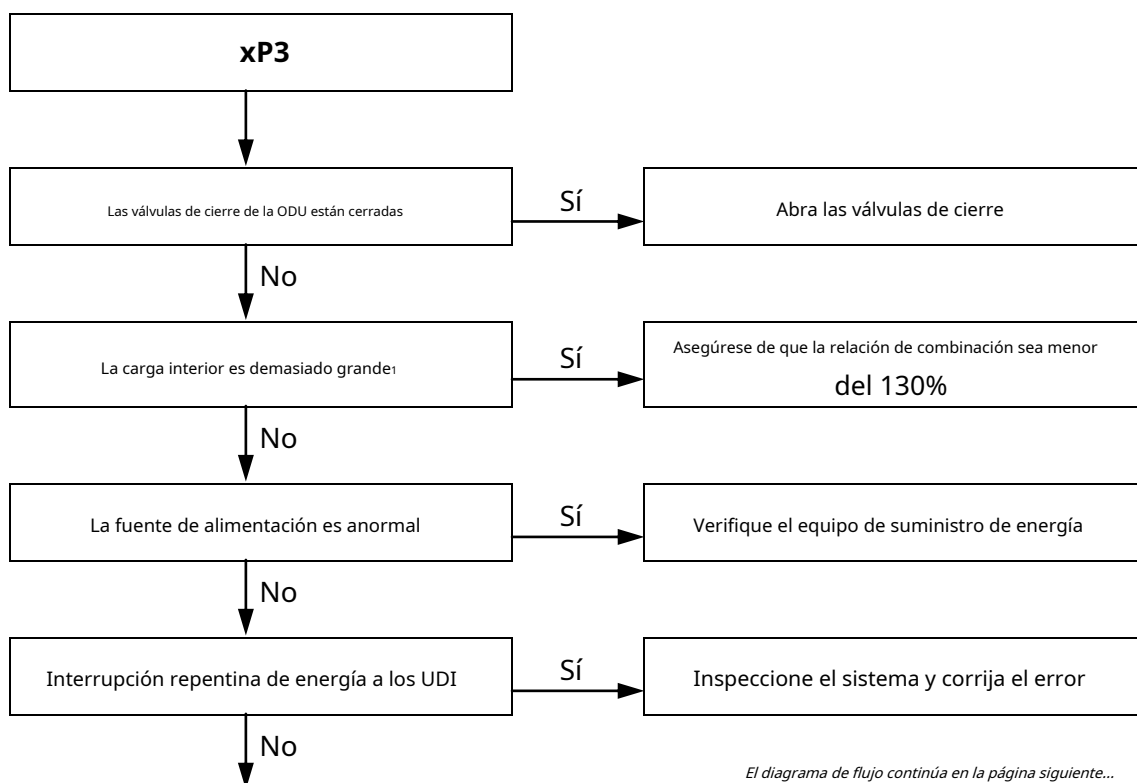 xP3
Las válvulas de cierre de la ODU están cerradas
Sí
Abra las válvulas de cierre
No
La carga interior es demasiado grande1
Sí
Asegúrese de que la relación de combinación sea menor
del 130%
No
La fuente de alimentación es anormal
Sí
Verifique el equipo de suministro de energía
No
Interrupción repentina de energía a los UDI
Sí
Inspeccione el sistema y corrija el error
No
El diagrama de flujo continúa en la página siguiente...